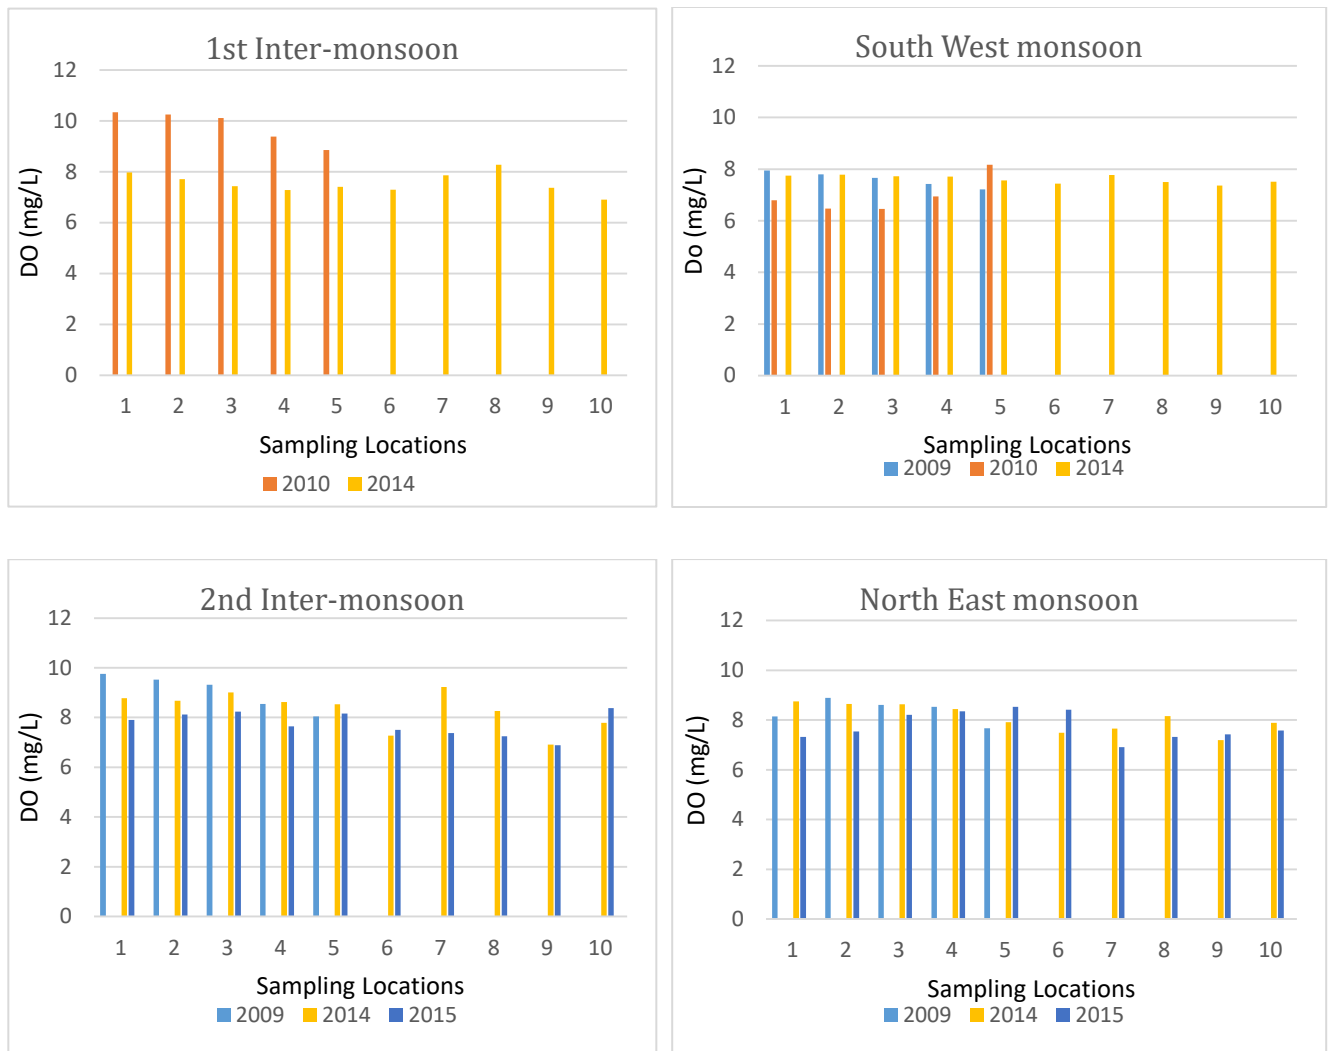 1st Inter-monsoon
12
10
8
6
4
2
0
DO (mg/L)
1 2 3 4 5 6 7 8 9 10
Sampling Locations
2010 2014
South West monsoon
12
10
8
6
4
2
0
Do (mg/L)
1 2 3 4 5 6 7 8 9 10
Sampling Locations
2009 2010 2014
2nd Inter-monsoon
12
10
8
6
4
2
0
DO (mg/L)
1 2 3 4 5 6 7 8 9 10
Sampling Locations
2009 2014 2015
North East monsoon
12
10
8
6
4
2
0
DO (mg/L)
1 2 3 4 5 6 7 8 9 10
Sampling Locations
2009 2014 2015